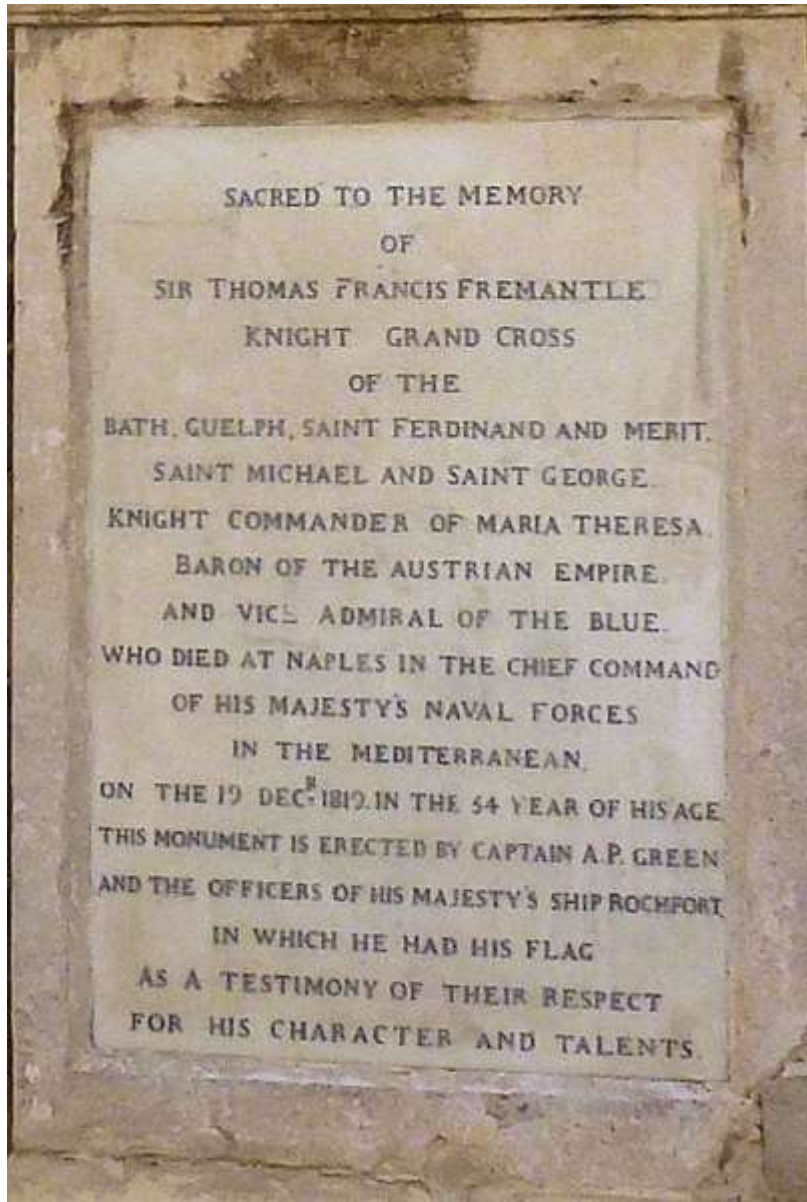 SACRED TO THE MEMORY
OF
SIR THOMAS FRANCIS FREMANTLE
KNIGHT GRAND CROSS
OF THE
BATH, GUELPH, SAINT FERDINAND AND MERIT.
SAINT MICHAEL AND SAINT GEORGE.
KNIGHT COMMANDER OF MARIA THERESA.
BARON OF THE AUSTRIAN EMPIRE.
AND VICE ADMIRAL OF THE BLUE.
WHO DIED AT NAPLES IN THE CHIEF COMMAND
OF HIS MAJESTY'S NAVAL FORCES
IN THE MEDITERRANEAN.
ON THE 19 DECR 1819. IN THE 54 YEAR OF HIS AGE
THIS MONUMENT IS ERECTED BY CAPTAIN A.P. GREEN
AND THE OFFICERS OF HIS MAJESTY'S SHIP ROCHFORT,
IN WHICH HE HAD HIS FLAG
AS A TESTIMONY OF THEIR RESPECT
FOR HIS CHARACTER AND TALENTS.